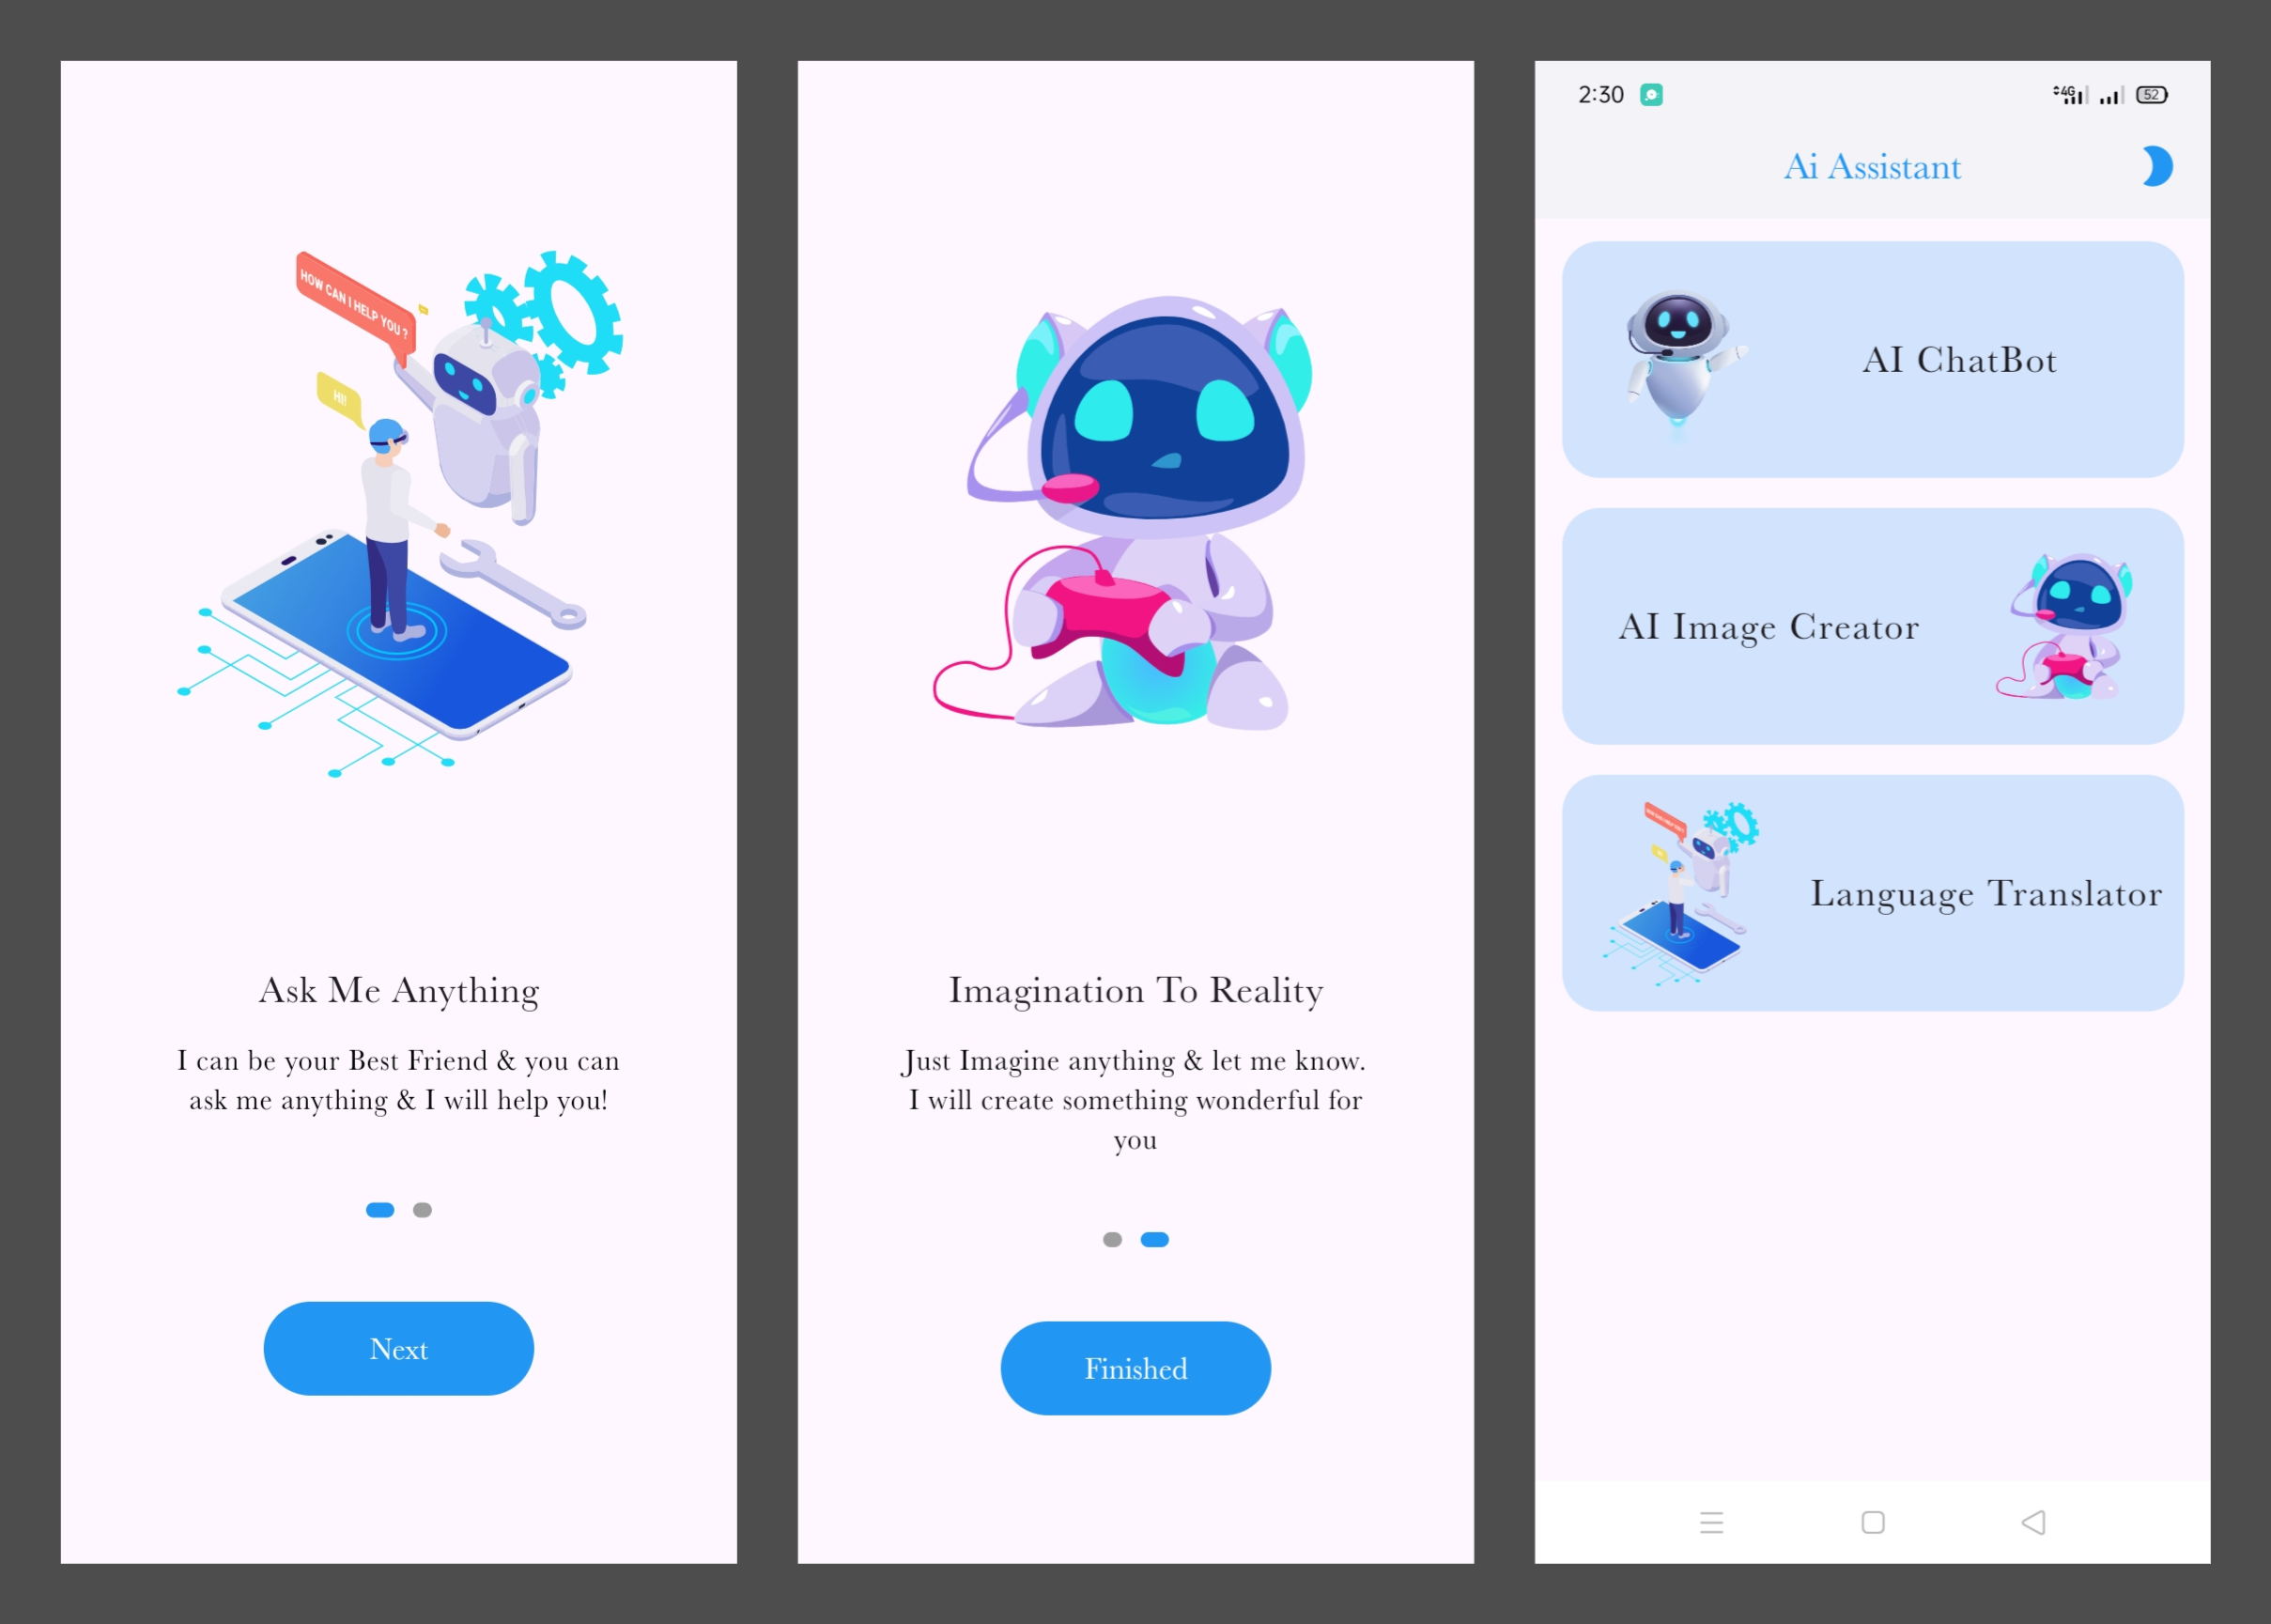 HOW CAN I HELP YOU ?
HI!
Ask Me Anything
I can be your Best Friend & you can
ask me anything & I will help you!
Next
Imagination To Reality
Just Imagine anything & let me know.
I will create something wonderful for
you
Finished
2:30
4G
52
Ai Assistant
AI ChatBot
AI Image Creator
Language Translator